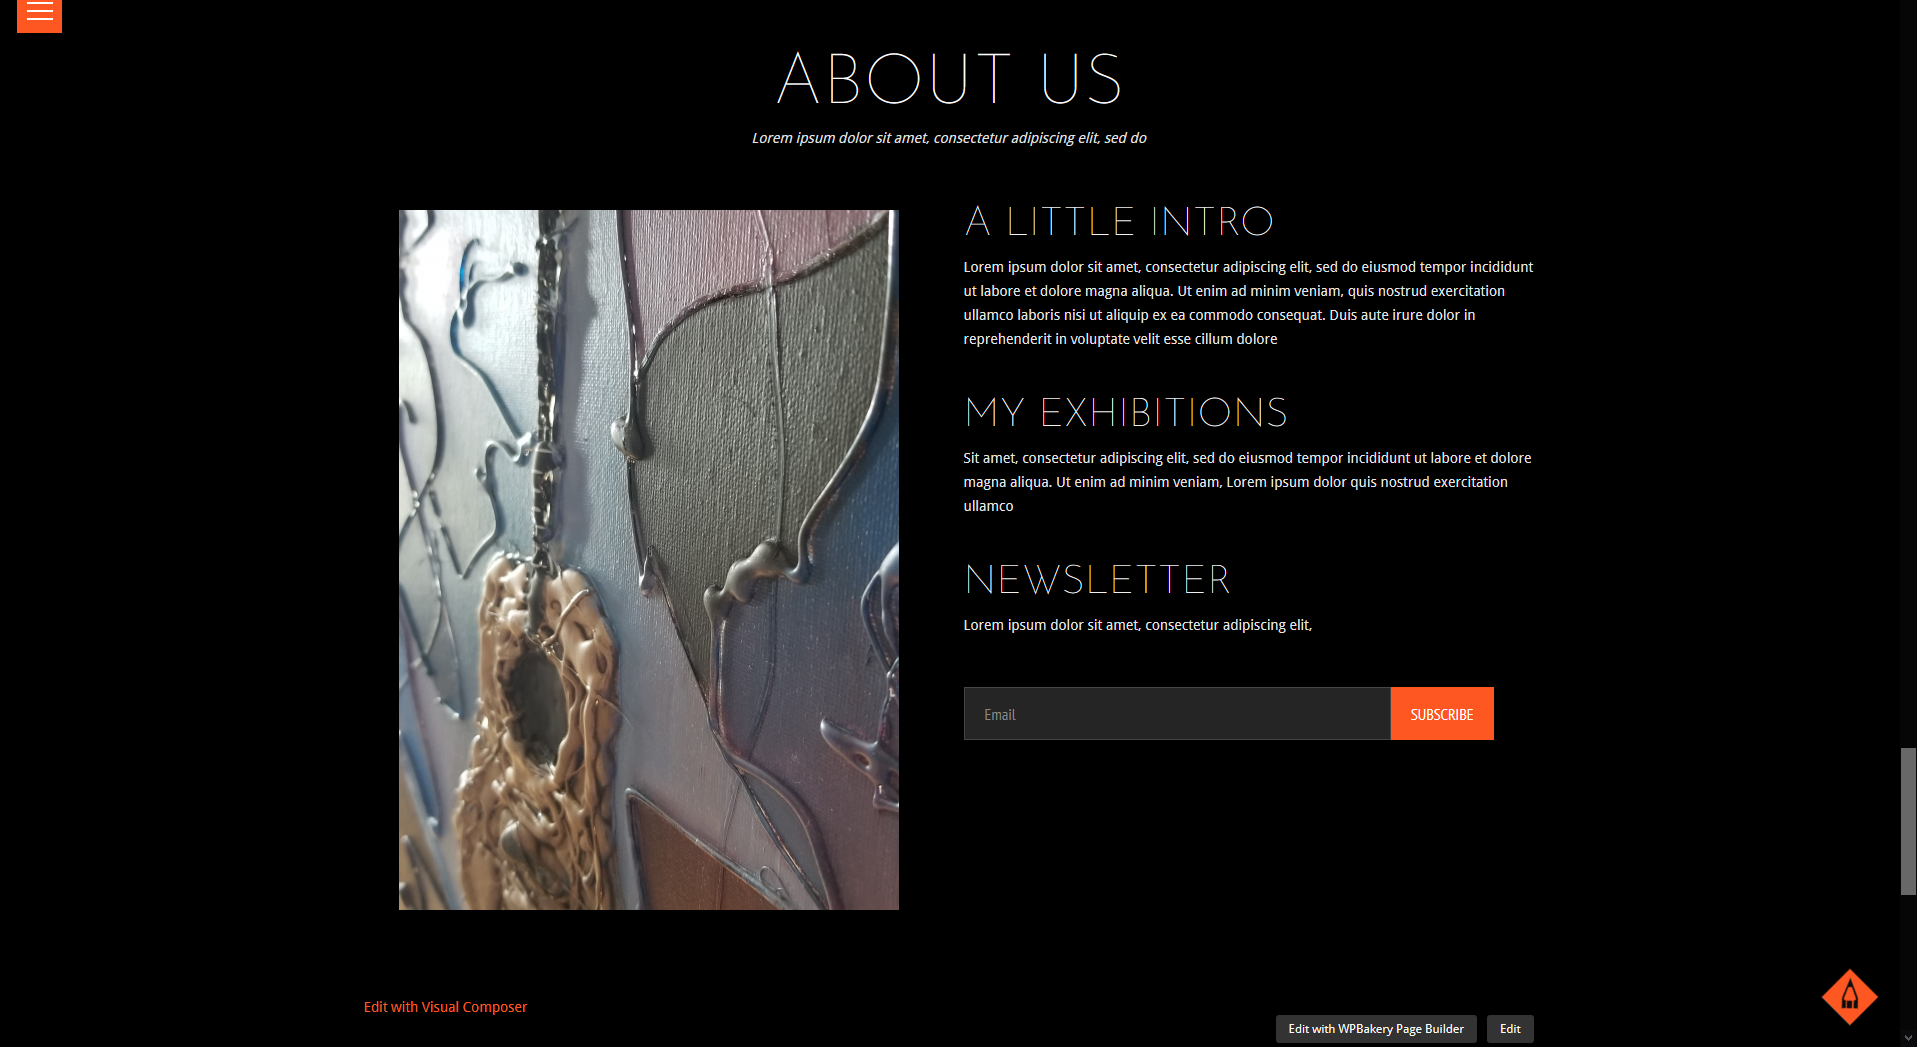 ABOUT US
Lorem ipsum dolor sit amet, consectetur adipiscing elit, sed do
A LITTLE INTRO
Lorem ipsum dolor sit amet, consectetur adipiscing elit, sed do eiusmod tempor incididunt
ut labore et dolore magna aliqua. Ut enim ad minim veniam, quis nostrud exercitation
ullamco laboris nisi ut aliquip ex ea commodo consequat. Duis aute irure dolor in
reprehenderit in voluptate velit esse cillum dolore
MY EXHIBITIONS
Sit amet, consectetur adipiscing elit, sed do eiusmod tempor incididunt ut labore et dolore
magna aliqua. Ut enim ad minim veniam, Lorem ipsum dolor quis nostrud exercitation
ullamco
NEWSLETTER
Lorem ipsum dolor sit amet, consectetur adipiscing elit,
Email
SUBSCRIBE
Edit with Visual Composer
Edit with WPBakery Page Builder
Edit